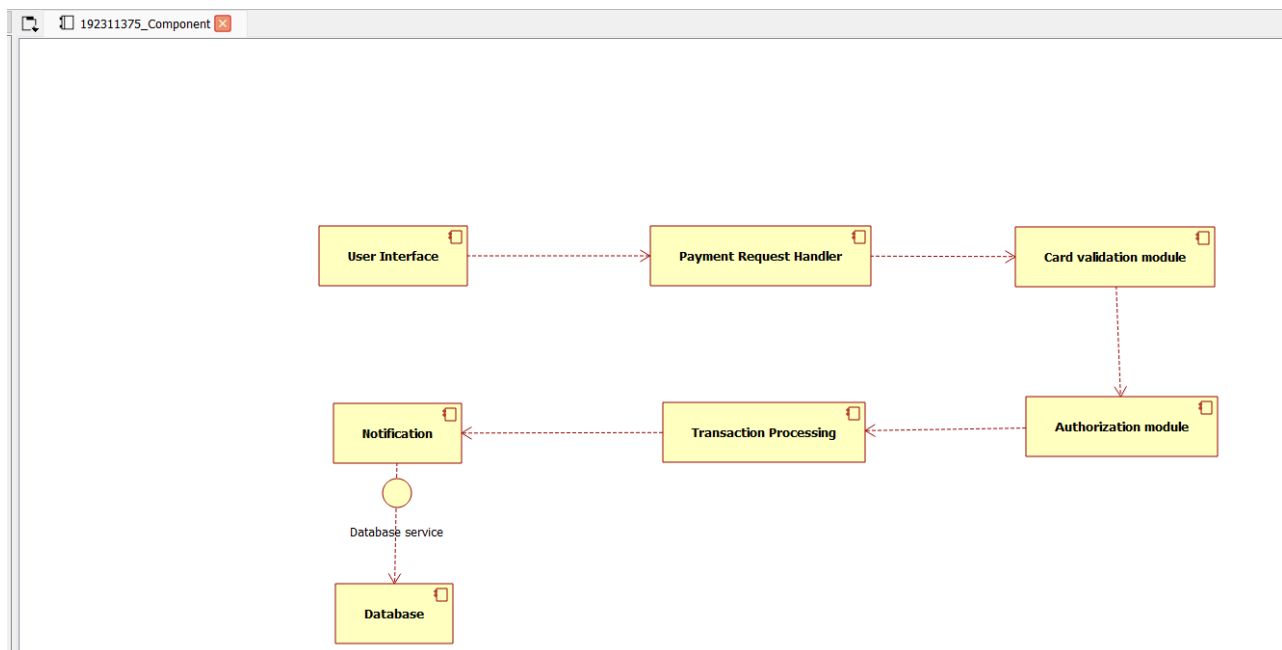 192311375_Component
User Interface
Payment Request Handler
Card validation module
Notification
Transaction Processing
Authorization module
Database service
Database